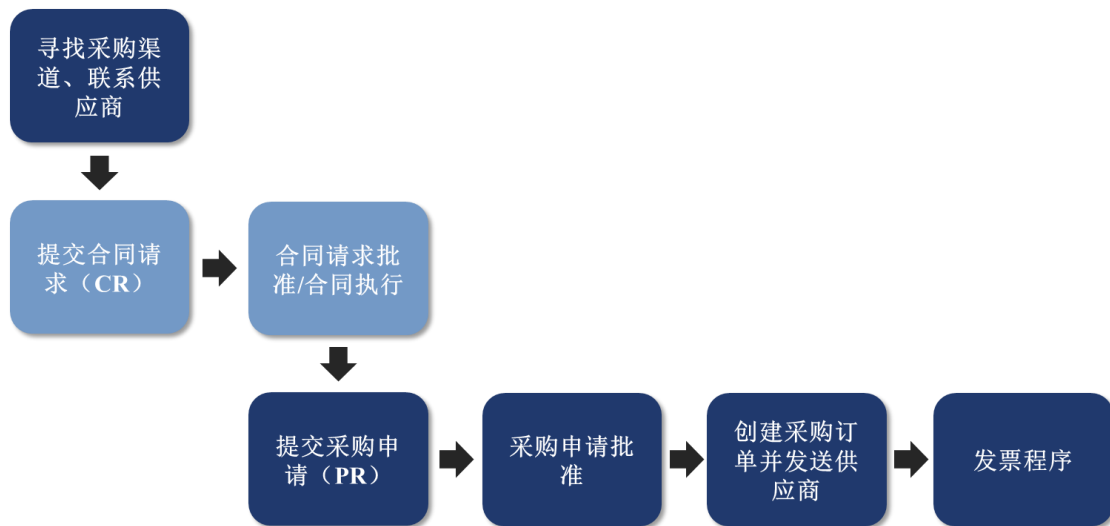 寻找采购渠
道、联系供
应商
提交合同请
求（CR）
合同请求批
准/合同执行
提交采购申
请（PR）
采购申请批
准
创建采购订
单并发送供
应商
发票程序